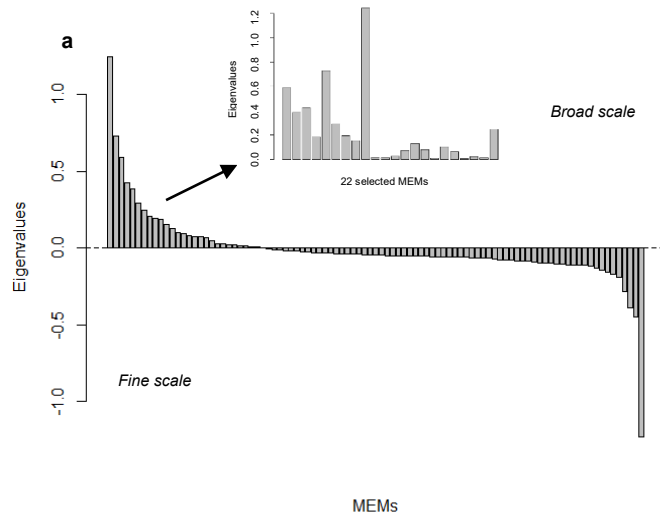 a
Eigenvalues
1.2
1.0
0.8
0.6
0.4
0.2
0.0
22 selected MEMs
Broad scale
Eigenvalues
1.0
0.5
0.0
-0.5
-1.0
Fine scale
MEMs